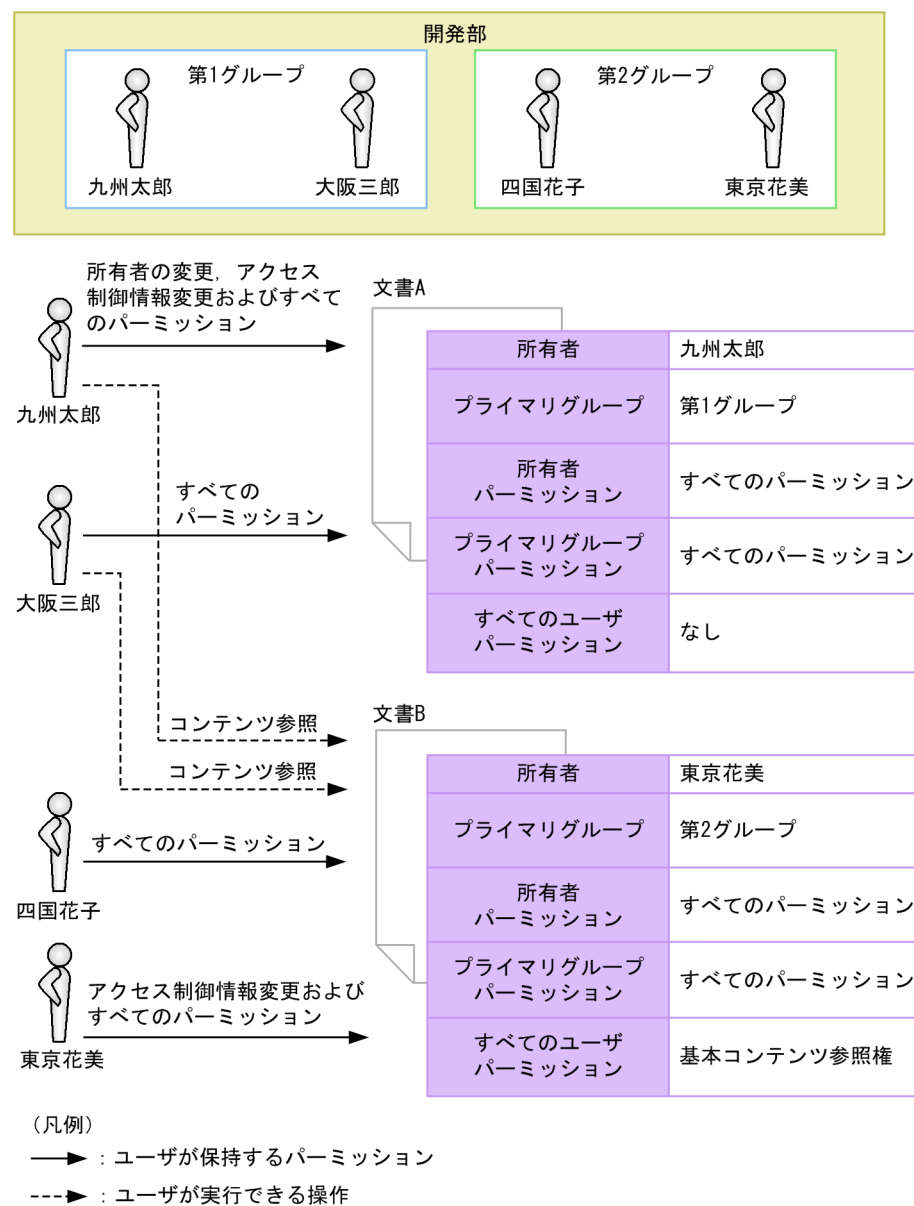 開発部
第1グループ
第2グループ
九州太郎
大阪三郎
四国花子
東京花美
所有者の変更，アクセス
制御情報変更およびすべて
のパーミッション
九州太郎
文書A
所有者
九州太郎
プライマリグループ
第1グループ
所有者
パーミッション
すべてのパーミッション
プライマリグループ
パーミッション
すべてのパーミッション
すべてのユーザ
パーミッション
なし
すべての
パーミッション
大阪三郎
コンテンツ参照
コンテンツ参照
文書B
所有者
東京花美
プライマリグループ
第2グループ
所有者
パーミッション
すべてのパーミッション
プライマリグループ
パーミッション
すべてのパーミッション
すべてのユーザ
パーミッション
基本コンテンツ参照権
すべてのパーミッション
四国花子
アクセス制御情報変更および
すべてのパーミッション
東京花美
（凡例）
：ユーザが保持するパーミッション
：ユーザが実行できる操作